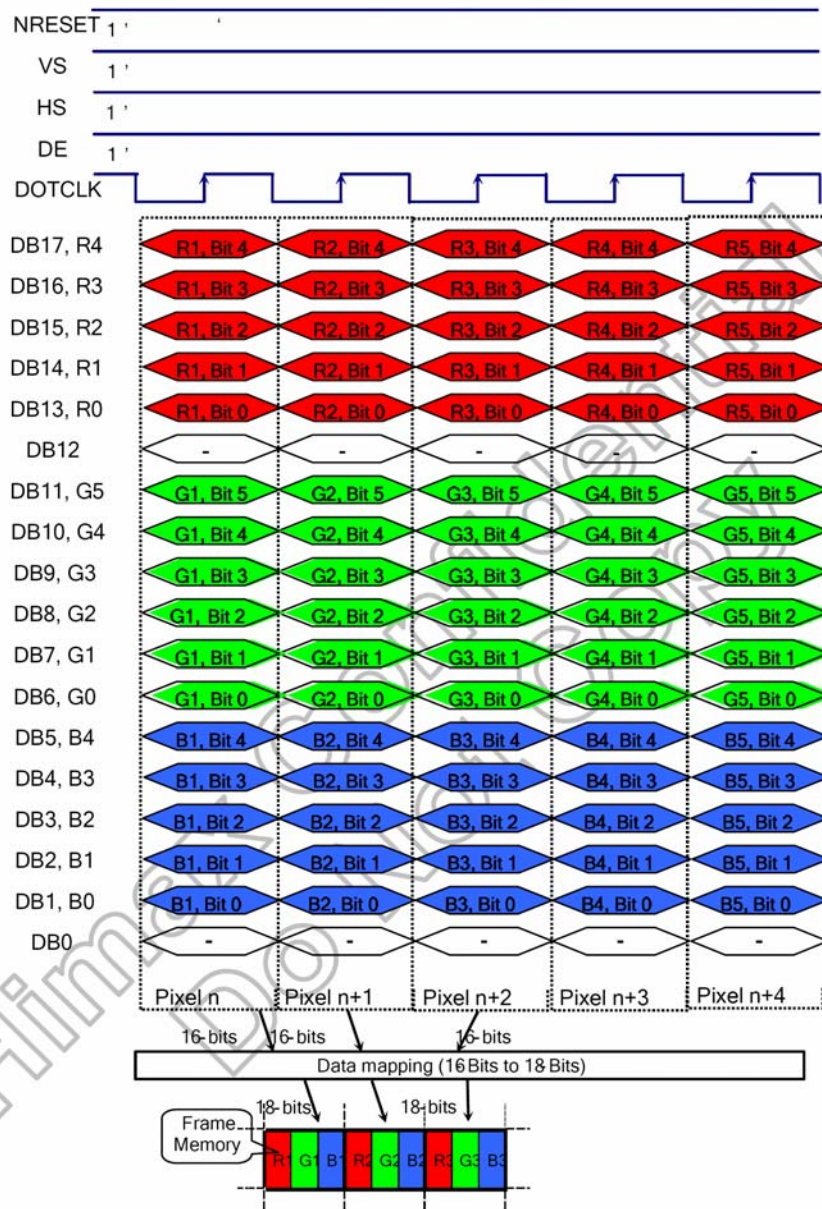 NRESET 1 ' '
VS 1 '
HS 1 '
DE 1 '
DOTCLK
DB17, R4 R1, Bit 4 R2, Bit 4 R3, Bit 4 R4, Bit 4 R5, Bit 4
DB16, R3 R1, Bit 3 R2, Bit 3 R3, Bit 3 R4, Bit 3 R5, Bit 3
DB15, R2 R1, Bit 2 R2, Bit 2 R3, Bit 2 R4, Bit 2 R5, Bit 2
DB14, R1 R1, Bit 1 R2, Bit 1 R3, Bit 1 R4, Bit 1 R5, Bit 1
DB13, R0 R1, Bit 0 R2, Bit 0 R3, Bit 0 R4, Bit 0 R5, Bit 0
DB12 - - - - -
DB11, G5 G1, Bit 5 G2, Bit 5 G3, Bit 5 G4, Bit 5 G5, Bit 5
DB10, G4 G1, Bit 4 G2, Bit 4 G3, Bit 4 G4, Bit 4 G5, Bit 4
DB9, G3 G1, Bit 3 G2, Bit 3 G3, Bit 3 G4, Bit 3 G5, Bit 3
DB8, G2 G1, Bit 2 G2, Bit 2 G3, Bit 2 G4, Bit 2 G5, Bit 2
DB7, G1 G1, Bit 1 G2, Bit 1 G3, Bit 1 G4, Bit 1 G5, Bit 1
DB6, G0 G1, Bit 0 G2, Bit 0 G3, Bit 0 G4, Bit 0 G5, Bit 0
DB5, B4 B1, Bit 4 B2, Bit 4 B3, Bit 4 B4, Bit 4 B5, Bit 4
DB4, B3 B1, Bit 3 B2, Bit 3 B3, Bit 3 B4, Bit 3 B5, Bit 3
DB3, B2 B1, Bit 2 B2, Bit 2 B3, Bit 2 B4, Bit 2 B5, Bit 2
DB2, B1 B1, Bit 1 B2, Bit 1 B3, Bit 1 B4, Bit 1 B5, Bit 1
DB1, B0 B1, Bit 0 B2, Bit 0 B3, Bit 0 B4, Bit 0 B5, Bit 0
DB0 - - - - -
Pixel n Pixel n+1 Pixel n+2 Pixel n+3 Pixel n+4
16-bits 16-bits 16-bits
Data mapping (16 Bits to 18-Bits)
18-bits 18-bits
Frame
Memory
R1 G1 B1 R2 G2 B2 R3 G3 B3
Himax Confidential
Do Not Copy